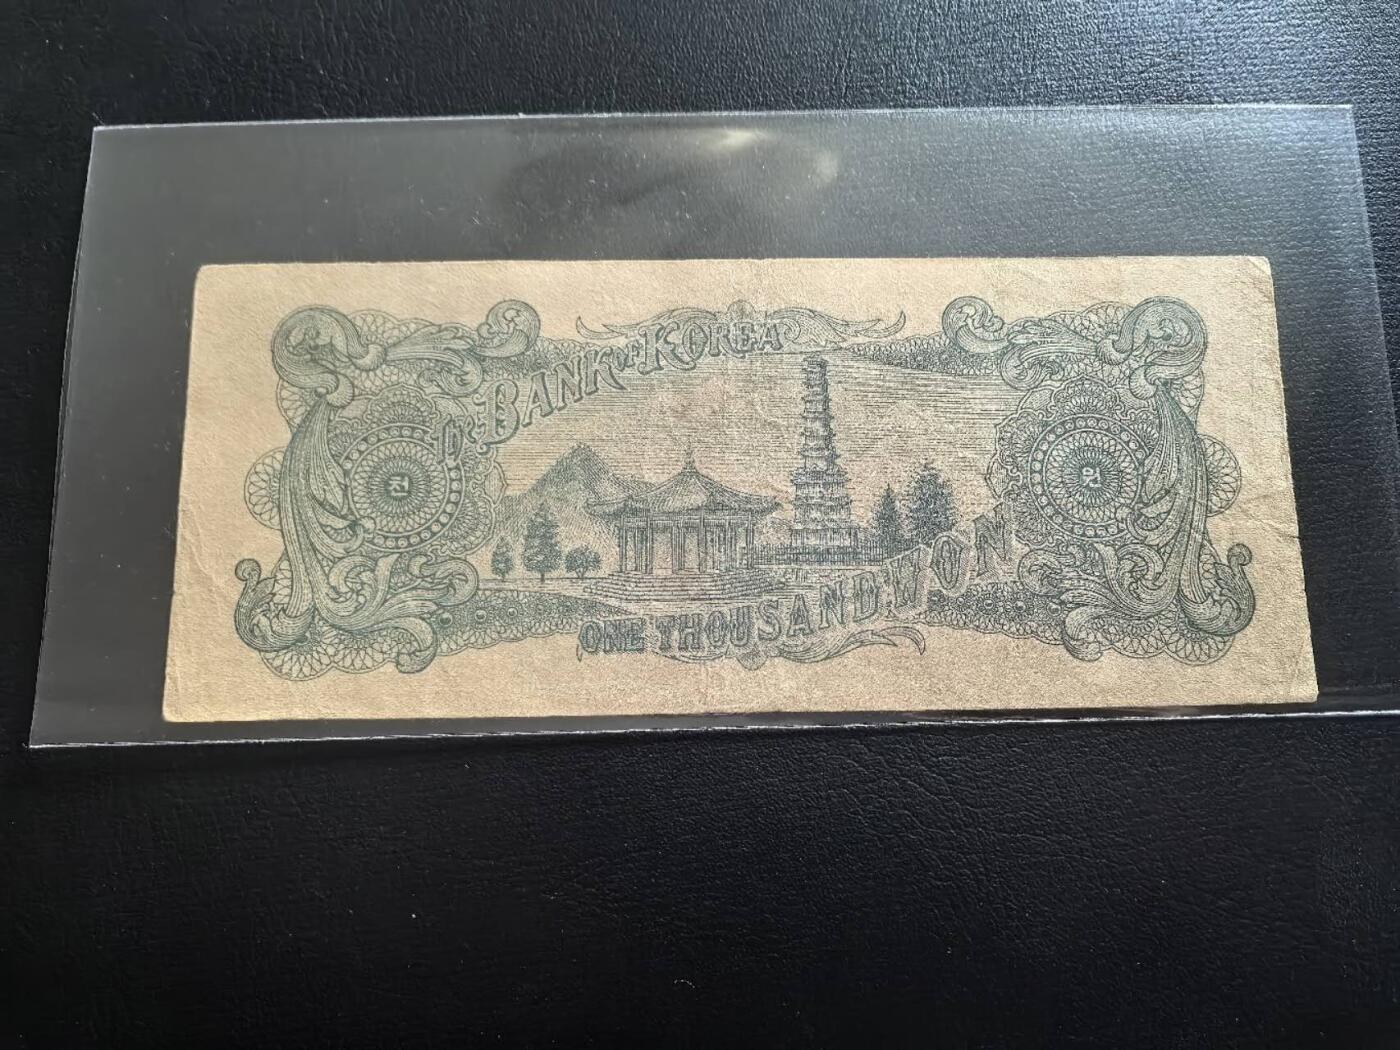 The BANK OF KOREA
천
원
ONE THOUSAND WON